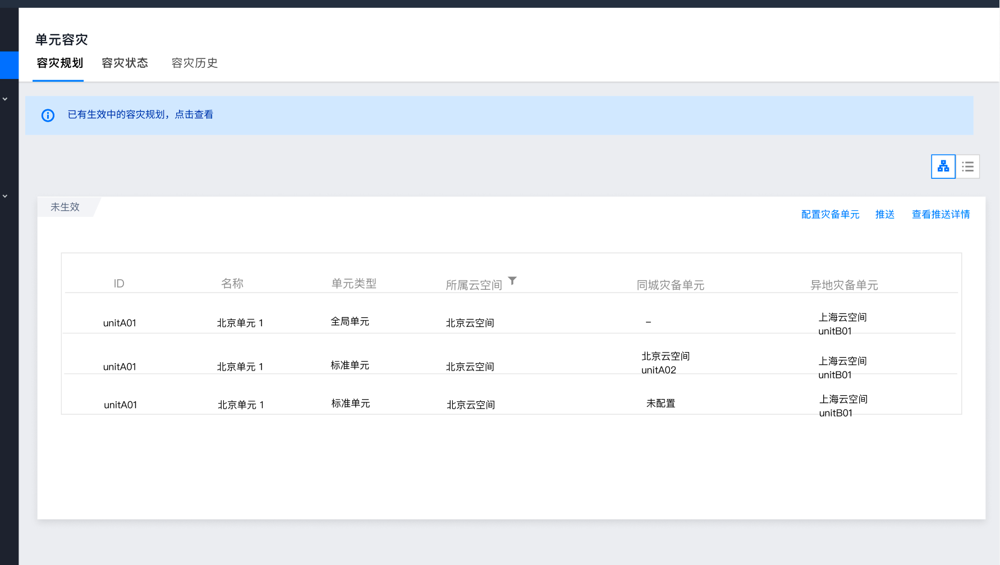 单元容灾
容灾规划 容灾状态 容灾历史
已有生效中的容灾规划，点击查看
未生效
配置灾备单元 推送 查看推送详情
ID 名称 单元类型 所属云空间 同城灾备单元 异地灾备单元
unitA01 北京单元 1 全局单元 北京云空间 – 上海云空间
unitB01
unitA01 北京单元 1 标准单元 北京云空间 北京云空间 上海云空间
unitA02 unitB01
unitA01 北京单元 1 标准单元 北京云空间 未配置 上海云空间
unitB01